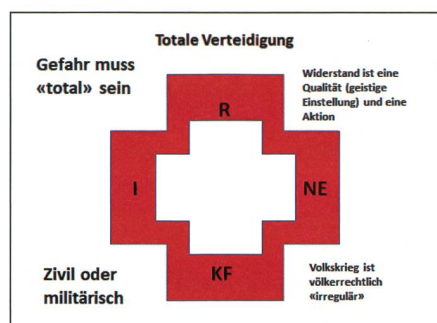 Totale Verteidigung
Gefahr muss
«total» sein
Widerstand ist eine
Qualität (geistige
Einstellung) und eine
Aktion
R
I
NE
KF
Zivil oder
militärisch
Volkskrieg ist
völkerrechtlich
«irregulär»